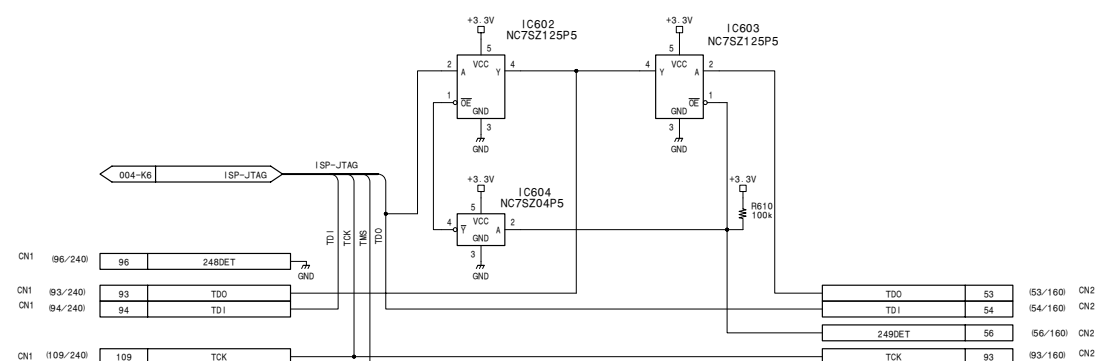 +3.3V IC602
NC7SZ125P5
+3.3V IC603
NC7SZ125P5
5
VCC
2 A Y 4
1 OE
GND
3
GND
5
VCC
4 Y A 2
OE 1
GND
3
GND
004-K6 ISP-JTAG
ISP-JTAG
TDI
TCK
TMS
TDO
+3.3V IC604
NC7SZ04P5
5
VCC
4 Y A 2
GND
3
GND
+3.3V
R610
100k
CN1 (96/240) 96 248DET
GND
CN1 (93/240) 93 TDO
CN1 (94/240) 94 TDI
TDO 53 (53/160) CN2
TDI 54 (54/160) CN2
249DET 56 (56/160) CN2
CN1 (109/240) 109 TCK
TCK 93 (93/160) CN2